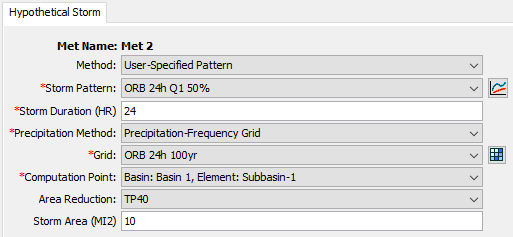 Hypothetical Storm
Met Name: Met 2
Method: User-Specified Pattern
*Storm Pattern: ORB 24h Q1 50%
*Storm Duration (HR) 24
*Precipitation Method: Precipitation-Frequency Grid
*Grid: ORB 24h 100yr
*Computation Point: Basin: Basin 1, Element: Subbasin-1
Area Reduction: TP40
Storm Area (MI2) 10